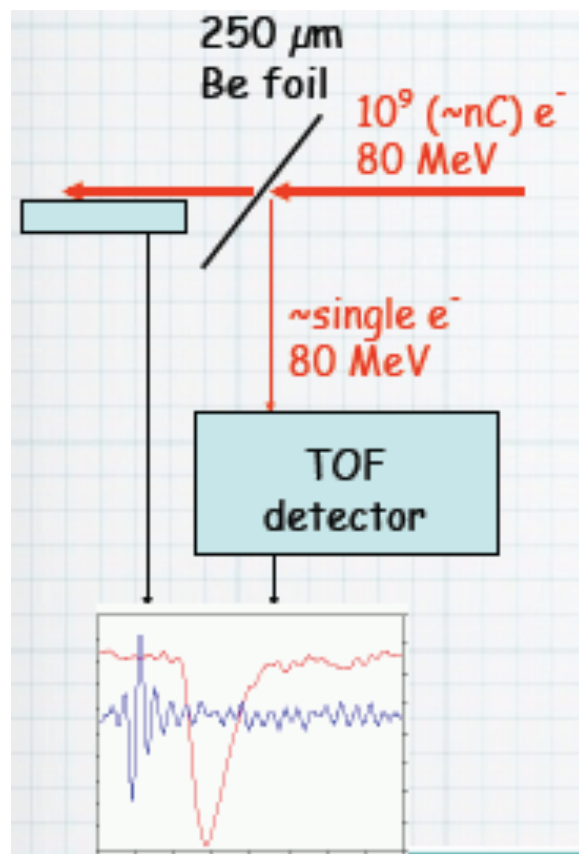 250 μm
Be foil
10⁹ (~nC) e⁻
80 MeV
~single e⁻
80 MeV
TOF
detector